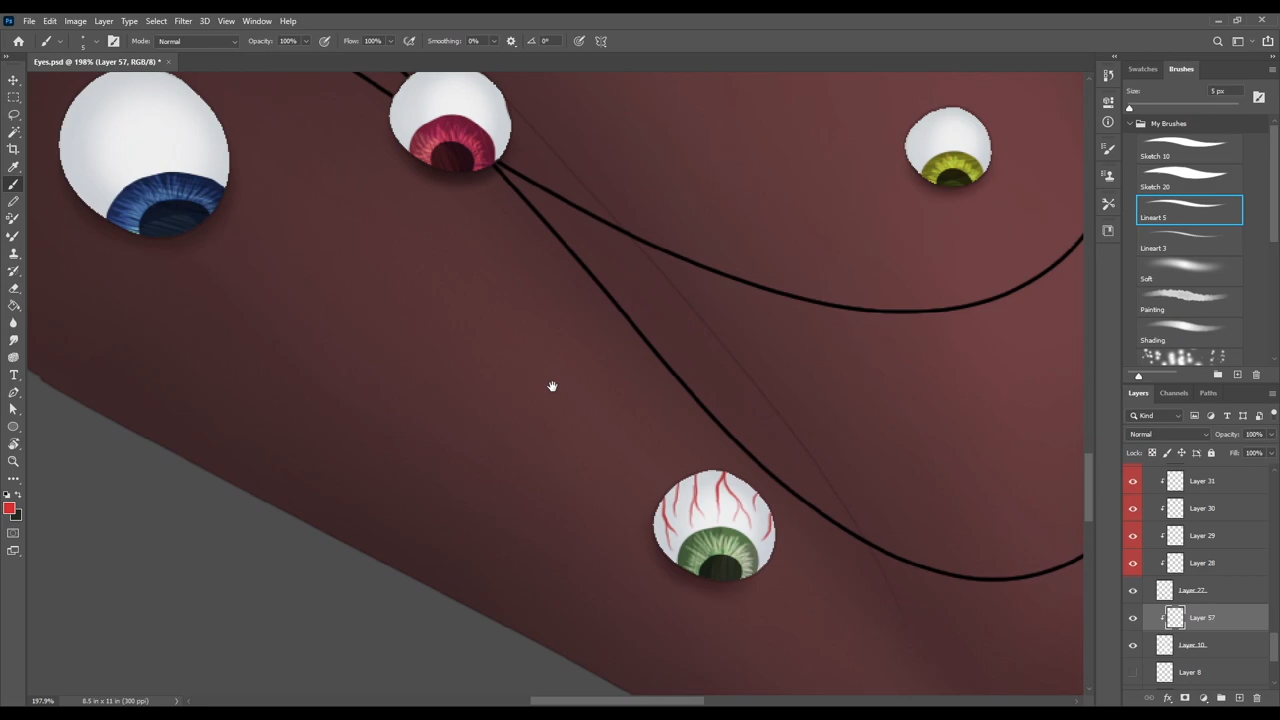 Ps File Edit Image Layer Type Select Filter 3D View Window Help
5 Mode: Normal Opacity: 100% Flow: 100% Smoothing: 0% 0°
Eyes.psd @ 198% (Layer 57, RGB/8) * ×
Swatches Brushes
Size: 5 px
My Brushes
Sketch 10
Sketch 20
Lineart 5
Lineart 3
Soft
Painting
Shading
Layers Channels Paths
Kind
Normal Opacity: 100%
Lock: Fill: 100%
Layer 31
Layer 30
Layer 29
Layer 28
Layer 27
Layer 57
Layer 10
Layer 8
197.9% 8.5 in x 11 in (300 ppi)